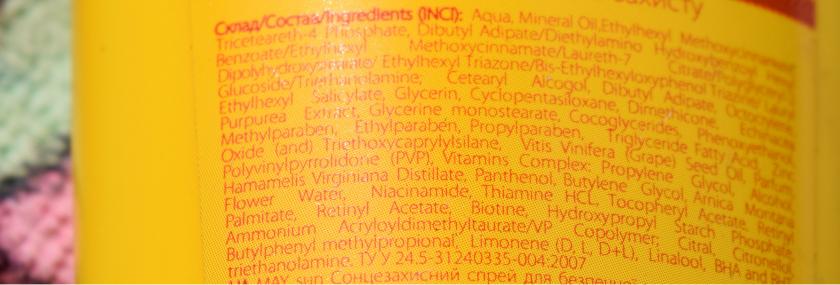 захисту
Склад/Состав/Ingredients (INCI): Aqua, Mineral Oil, Ethylhexyl Methoxycinnamate/
Triceteareth-4 Phosphate, Dibutyl Adipate/Diethylamino Hydroxybenzoyl
Benzoate/Ethylhexyl Methoxycinnamate/Laureth-7 Citrate/
Dipolyhydroxystearate/ Ethylhexyl Triazone/Bis-Ethylhexyloxyphenol Triazine/
Glucoside/Triethanolamine; Cetearyl Alcogol, Dibutyl Adipate, Octocrylene,
Ethylhexyl Salicylate, Glycerin, Cyclopentasiloxane, Dimethicone, Echinacea
Purpurea Extract, Glycerine monostearate, Cocoglycerides, Phenoxyethanol,
Methylparaben, Ethylparaben, Propylparaben, Triglyceride Fatty Acid, Zinc
Oxide (and) Triethoxycaprylylsilane, Vitis Vinifera (Grape) Seed Oil, Parfum,
Polyvinylpyrrolidone (PVP), Vitamins Complex: Propylene Glycol, Alcohol,
Hamamelis Virginiana Distillate, Panthenol, Butylene Glycol, Arnica Montana
Flower Water, Niacinamide, Thiamine HCL, Tocopheryl Acetate, Retinyl
Palmitate, Retinyl Acetate, Biotine, Hydroxypropyl Starch Phosphate,
Ammonium Acryloyldimethyltaurate/VP Copolymer; Citral, Citronellol,
Butylphenyl methylpropional, Limonene (D, L, D+L), Linalool, BHA and BHT
triethanolamine. ТУ У 24.5-31240335-004:2007
sun Сонцезахисний спрей для